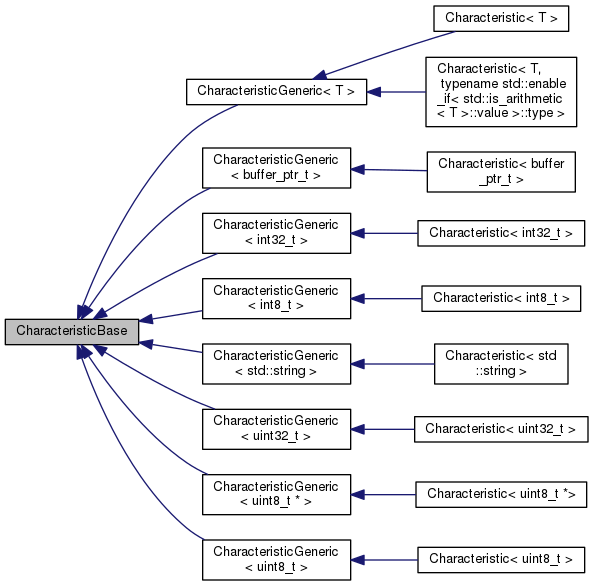 Characteristic< T >
CharacteristicGeneric< T >
Characteristic< T,
typename std::enable
_if< std::is_arithmetic
< T >::value >::type >
CharacteristicGeneric
< buffer_ptr_t >
Characteristic< buffer
_ptr_t >
CharacteristicGeneric
< int32_t >
Characteristic< int32_t >
CharacteristicGeneric
< int8_t >
Characteristic< int8_t >
CharacteristicBase
CharacteristicGeneric
< std::string >
Characteristic< std
::string >
CharacteristicGeneric
< uint32_t >
Characteristic< uint32_t >
CharacteristicGeneric
< uint8_t * >
Characteristic< uint8_t *>
CharacteristicGeneric
< uint8_t >
Characteristic< uint8_t >